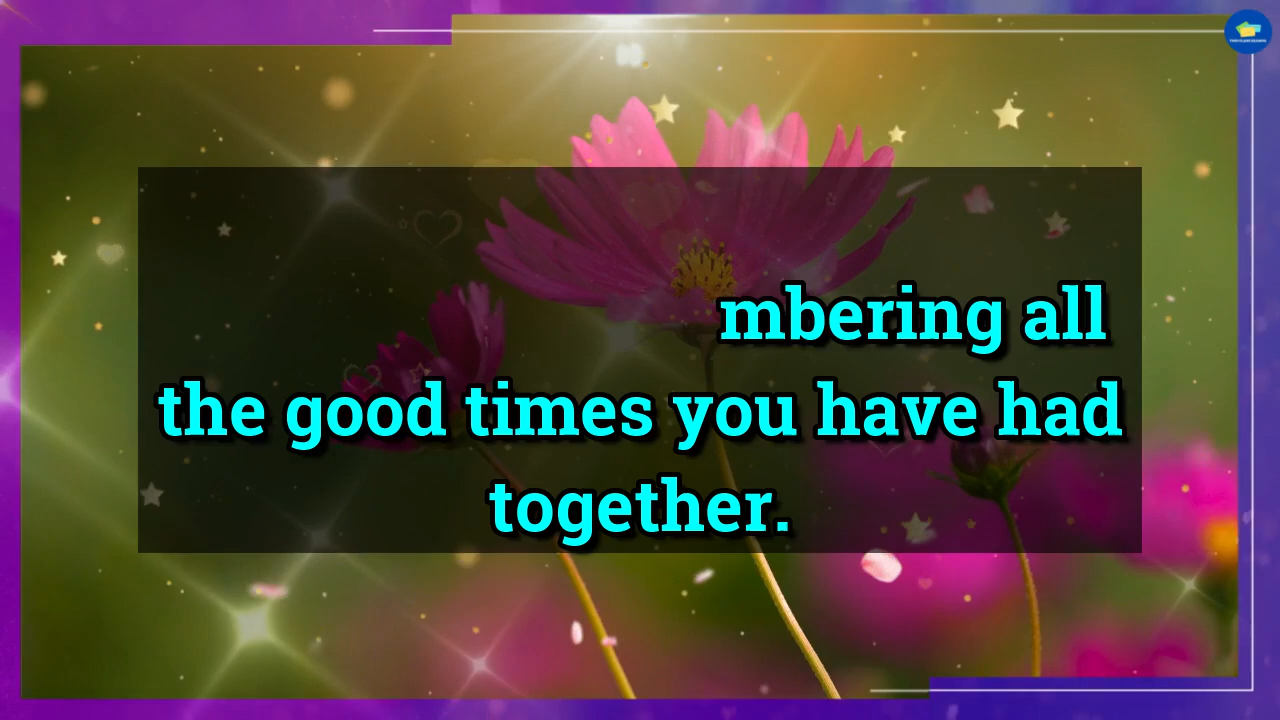 mbering all
the good times you have had
together.